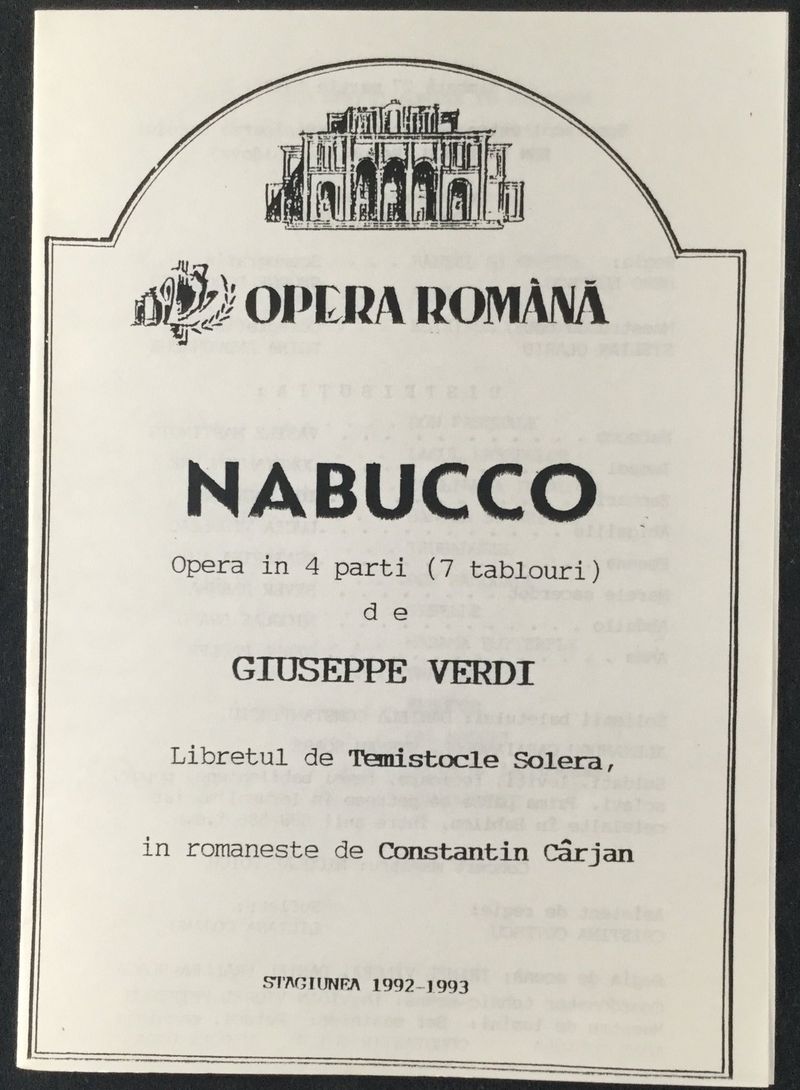 OPERA ROMÂNĂ
NABUCCO
Opera in 4 parti (7 tablouri)
d e
GIUSEPPE VERDI
Libretul de Temistocle Solera,
in romaneste de Constantin Cârjan
STAGIUNEA 1992-1993